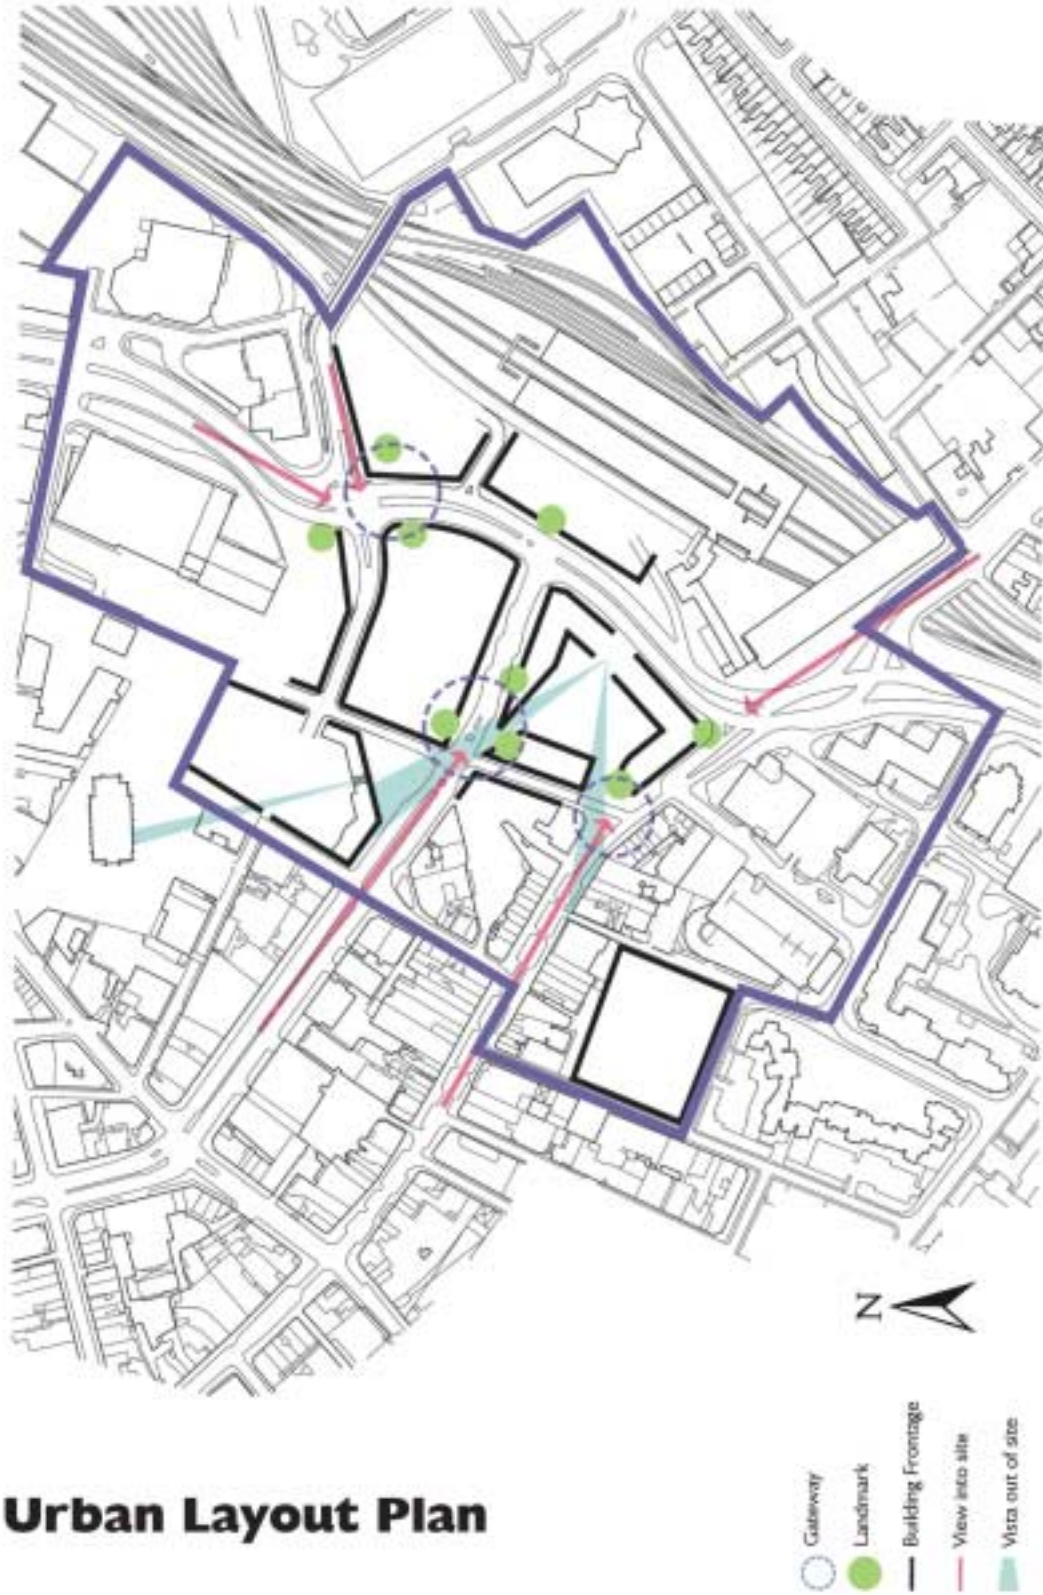 N
Urban Layout Plan
Gateway
Landmark
Building Frontage
View into site
Vista out of site